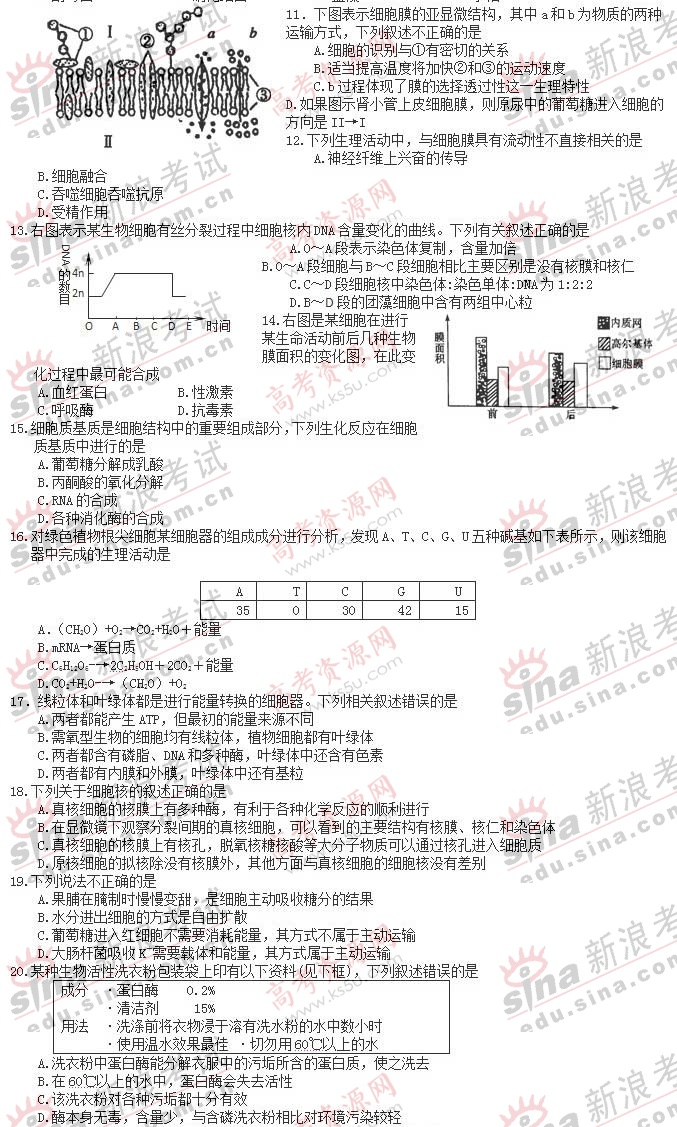 11. 下图表示细胞膜的亚显微结构，其中a和b为物质的两种
运输方式，下列叙述不正确的是
A.细胞的识别与①有密切的关系
B.适当提高温度将加快②和③的运动速度
C.b过程体现了膜的选择透过性这一生理特性
D.如果图示肾小管上皮细胞膜，则原尿中的葡萄糖进入细胞的
方向是II→I
① Ⅰ ② a b
③
Ⅱ
12.下列生理活动中，与细胞膜具有流动性不直接相关的是
A.神经纤维上兴奋的传导
B.细胞融合
C.吞噬细胞吞噬抗原
D.受精作用
13.右图表示某生物细胞有丝分裂过程中细胞核内DNA含量变化的曲线。下列有关叙述正确的是
A.O～A段表示染色体复制，含量加倍
B.O～A段细胞与B～C段细胞相比主要区别是没有核膜和核仁
C.C～D段细胞核中染色体:染色单体:DNA为1:2:2
D.B～D段的团藻细胞中含有两组中心粒
DNA的数目
4n
2n
O A B C D E 时间
14.右图是某细胞在进行
某生命活动前后几种生物
膜面积的变化图，在此变
化过程中最可能合成
A.血红蛋白 B.性激素
C.呼吸酶 D.抗毒素
膜面积
内质网
高尔基体
细胞膜
前 后
15.细胞质基质是细胞结构中的重要组成部分，下列生化反应在细胞
质基质中进行的是
A.葡萄糖分解成乳酸
B.丙酮酸的氧化分解
C.RNA的合成
D.各种消化酶的合成
16.对绿色植物根尖细胞某细胞器的组成成分进行分析，发现A、T、C、G、U五种碱基如下表所示，则该细胞
器中完成的生理活动是
A T C G U
35 0 30 42 15
A.（CH₂O）+O₂→CO₂+H₂O＋能量
B.mRNA→蛋白质
C.C₆H₁₂O₆→2C₂H₅OH＋2CO₂＋能量
D.CO₂+H₂O→（CH₂O）+O₂
17. 线粒体和叶绿体都是进行能量转换的细胞器。下列相关叙述错误的是
A.两者都能产生ATP，但最初的能量来源不同
B.需氧型生物的细胞均有线粒体，植物细胞都有叶绿体
C.两者都含有磷脂、DNA和多种酶，叶绿体中还含有色素
D.两者都有内膜和外膜，叶绿体中还有基粒
18.下列关于细胞核的叙述正确的是
A.真核细胞的核膜上有多种酶，有利于各种化学反应的顺利进行
B.在显微镜下观察分裂间期的真核细胞，可以看到的主要结构有核膜、核仁和染色体
C.真核细胞的核膜上有核孔，脱氧核糖核酸等大分子物质可以通过核孔进入细胞质
D.原核细胞的拟核除没有核膜外，其他方面与真核细胞的细胞核没有差别
19.下列说法不正确的是
A.果脯在腌制时慢慢变甜，是细胞主动吸收糖分的结果
B.水分进出细胞的方式是自由扩散
C.葡萄糖进入红细胞不需要消耗能量，其方式不属于主动运输
D.大肠杆菌吸收K⁺需要载体和能量，其方式属于主动运输
20.某种生物活性洗衣粉包装袋上印有以下资料(见下框)，下列叙述错误的是
成分 ·蛋白酶 0.2%
·清洁剂 15%
用法 ·洗涤前将衣物浸于溶有洗水粉的水中数小时
·使用温水效果最佳 ·切勿用60℃以上的水
A.洗衣粉中蛋白酶能分解衣服中的污垢所含的蛋白质，使之洗去
B.在60℃以上的水中，蛋白酶会失去活性
C.该洗衣粉对各种污垢都十分有效
D.酶本身无毒，含量少，与含磷洗衣粉相比对环境污染较轻
sina 新浪考试
edu.sina.com.cn
高考资源网
www.ks5u.com